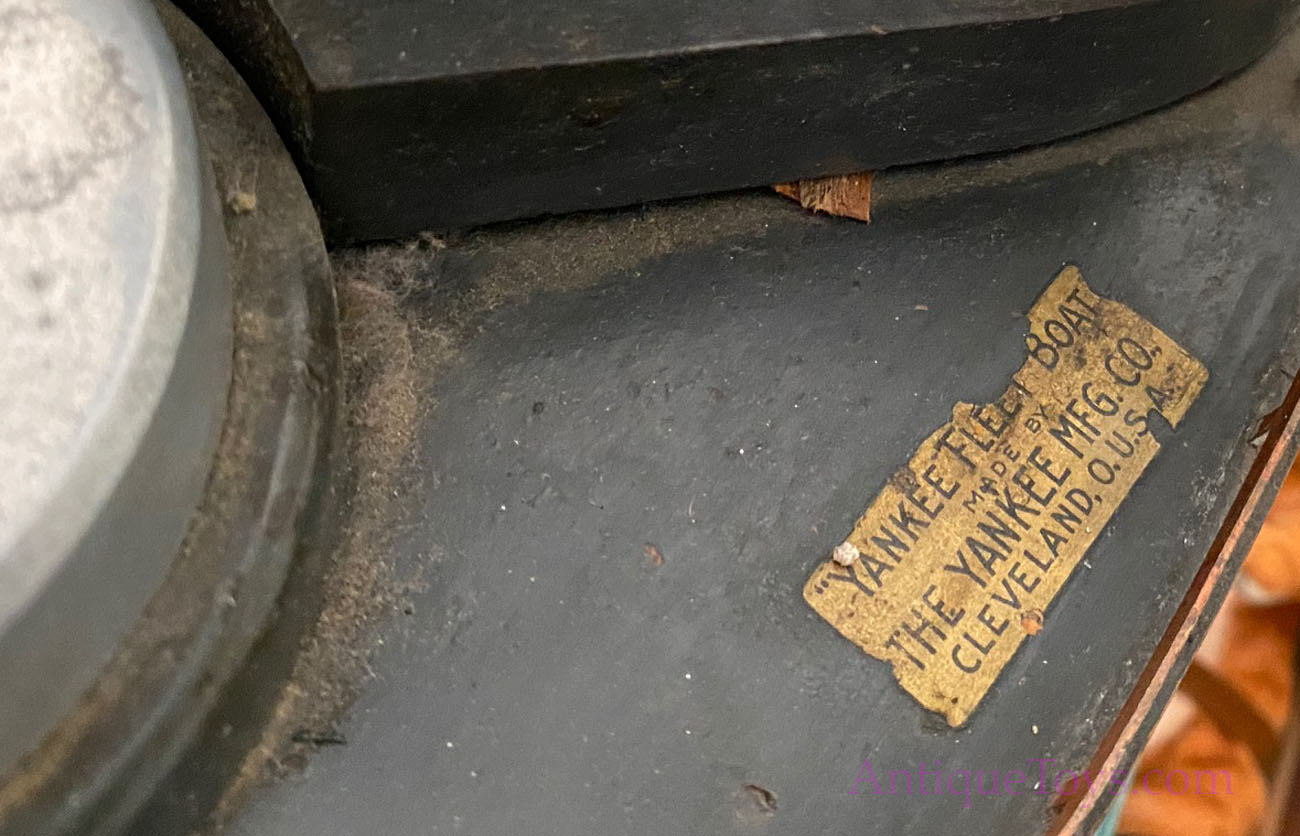 "YANKEE FLEET BOAT
MADE BY
THE YANKEE MFG. CO.
CLEVELAND, O. U.S.A.
AntiqueToys.com